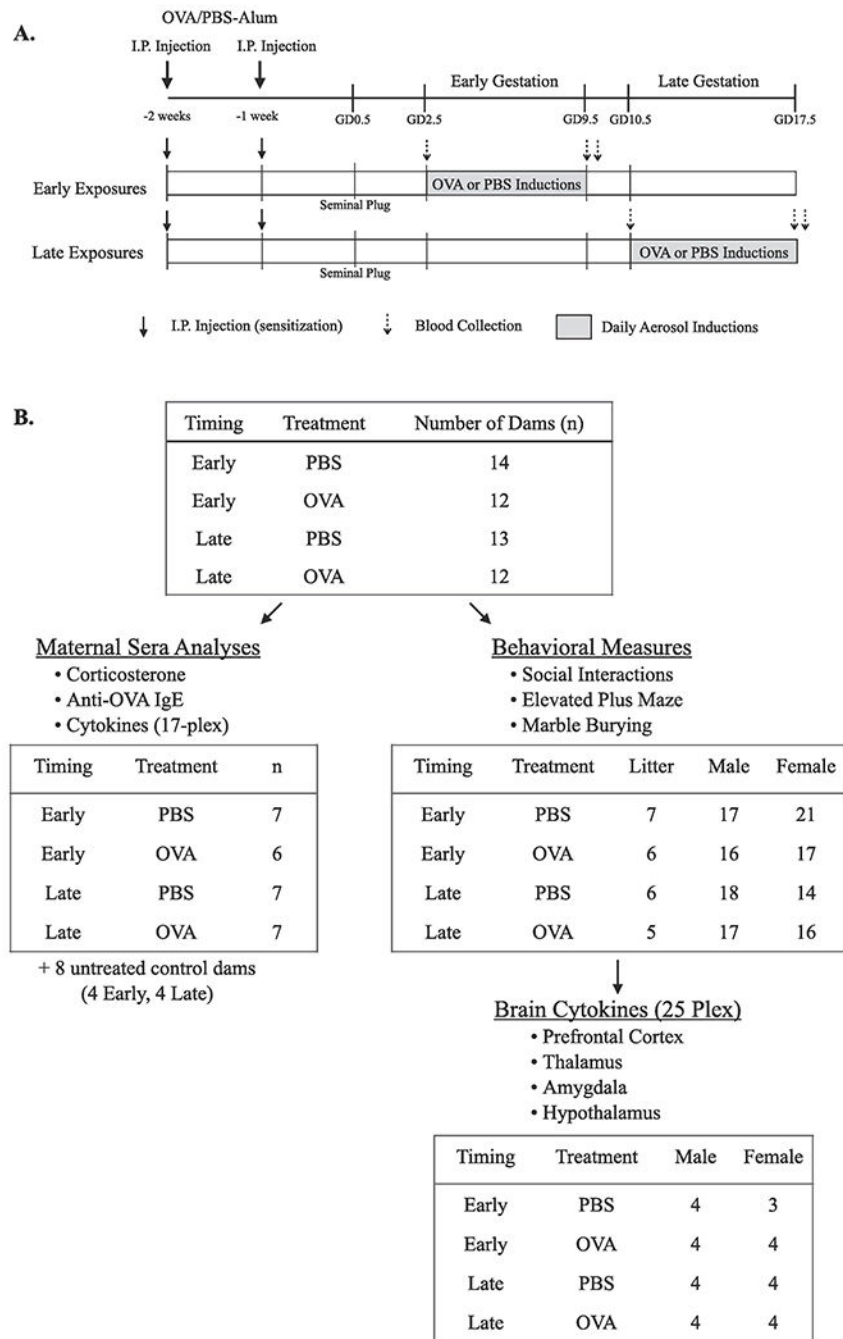 A.
OVA/PBS-Alum
I.P. Injection I.P. Injection
Early Gestation Late Gestation
-2 weeks -1 week GD0.5 GD2.5 GD9.5 GD10.5 GD17.5
Early Exposures OVA or PBS Inductions
Seminal Plug
Late Exposures OVA or PBS Inductions
Seminal Plug
I.P. Injection (sensitization) Blood Collection Daily Aerosol Inductions
B.
Timing Treatment Number of Dams (n)
Early PBS 14
Early OVA 12
Late PBS 13
Late OVA 12
Maternal Sera Analyses
• Corticosterone
• Anti-OVA IgE
• Cytokines (17-plex)
Timing Treatment n
Early PBS 7
Early OVA 6
Late PBS 7
Late OVA 7
+ 8 untreated control dams
(4 Early, 4 Late)
Behavioral Measures
• Social Interactions
• Elevated Plus Maze
• Marble Burying
Timing Treatment Litter Male Female
Early PBS 7 17 21
Early OVA 6 16 17
Late PBS 6 18 14
Late OVA 5 17 16
Brain Cytokines (25 Plex)
• Prefrontal Cortex
• Thalamus
• Amygdala
• Hypothalamus
Timing Treatment Male Female
Early PBS 4 3
Early OVA 4 4
Late PBS 4 4
Late OVA 4 4